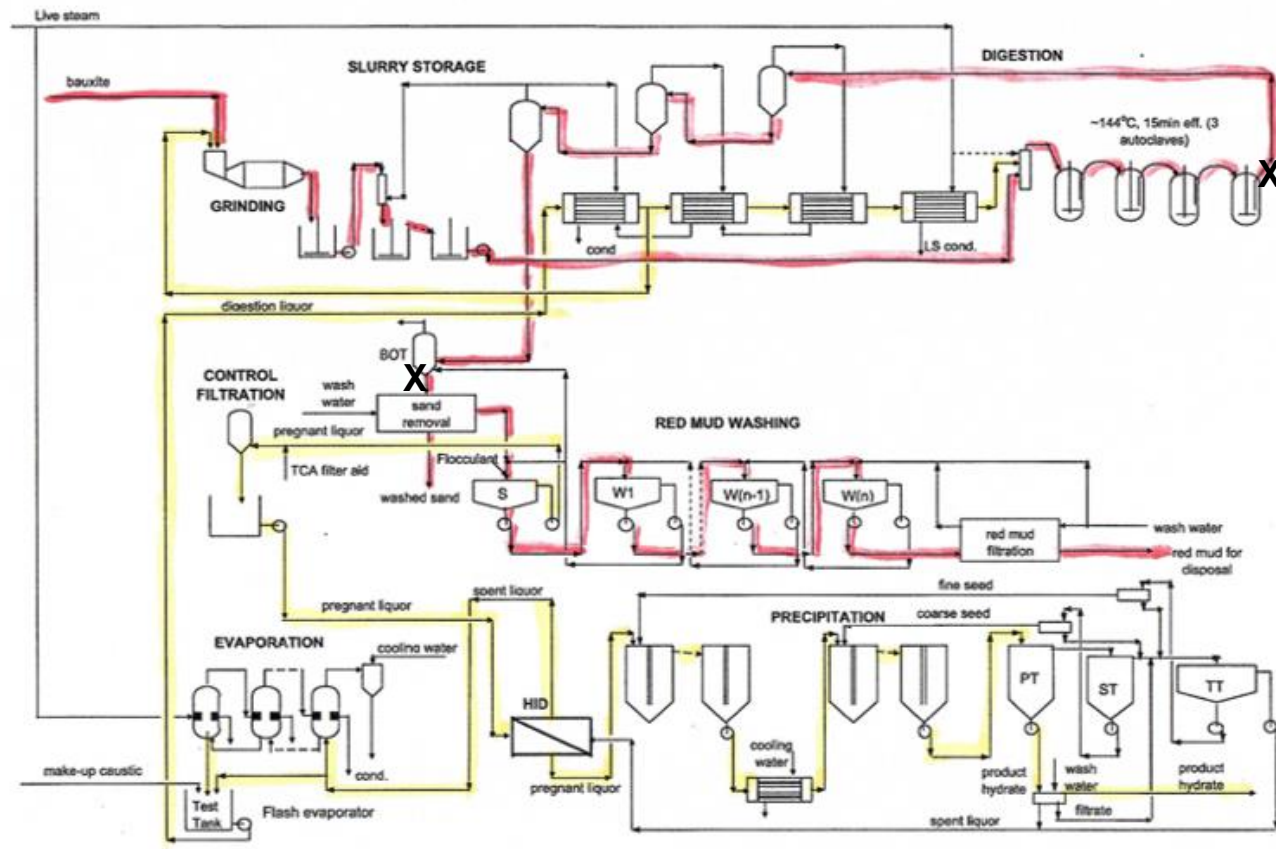 Live steam
bauxite
SLURRY STORAGE
DIGESTION
~144°C, 15min eff. (3
autoclaves)
X
GRINDING
cond
LS cond.
digestion liquor
BOT
X
CONTROL
FILTRATION
wash
water
sand
removal
pregnant liquor
TCA filter aid
Flocculant
washed sand
RED MUD WASHING
S
W1
W(n-1)
W(n)
red mud
filtration
wash water
red mud for
disposal
fine seed
spent liquor
pregnant liquor
PRECIPITATION
coarse seed
EVAPORATION
cooling water
HID
PT
ST
TT
cooling
water
make-up caustic
cond.
pregnant liquor
product
hydrate
wash
water
product
hydrate
Test
Tank
Flash evaporator
filtrate
spent liquor